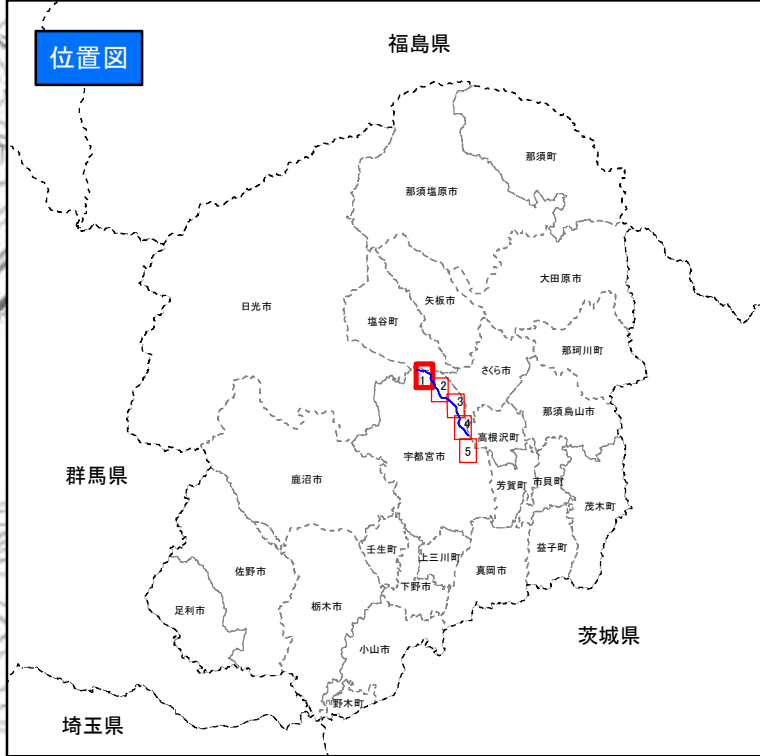 位置図
福島県
那須町
那須塩原市
大田原市
日光市
矢板市
塩谷町
那珂川町
さくら市
1
2
3
那須烏山市
4
高根沢町
宇都宮市
5
群馬県
鹿沼市
芳賀町
市貝町
茂木町
壬生町
上三川町
益子町
佐野市
真岡市
下野市
足利市
栃木市
茨城県
小山市
野木町
埼玉県